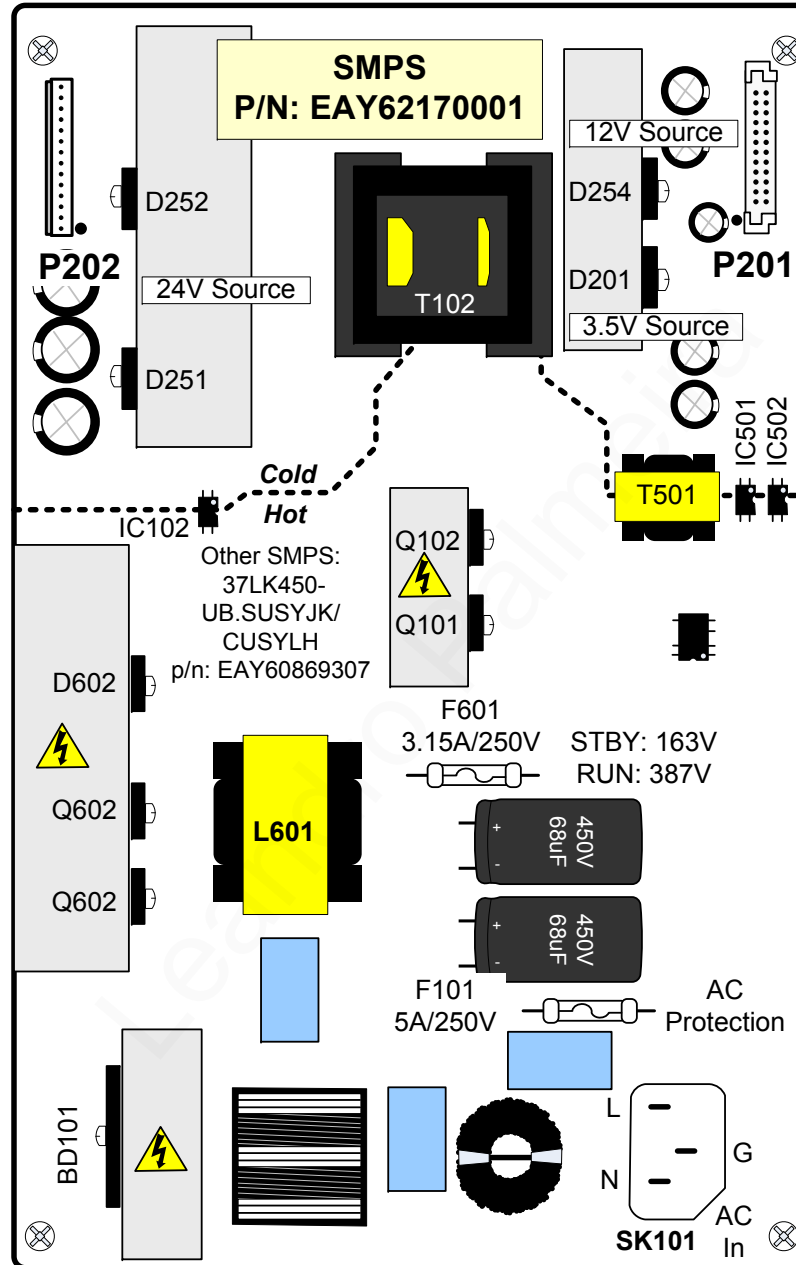 SMPS
P/N: EAY62170001
12V Source
D252
D254
P202
P201
24V Source
D201
T102
3.5V Source
D251
IC501
IC502
Cold
T501
Hot
IC102
Other SMPS:
37LK450-
UB.SUSYJK/
CUSYLH
p/n: EAY60869307
Q102
Q101
D602
F601
3.15A/250V
STBY: 163V
RUN: 387V
Q602
L601
+
450V
68uF
-
Q602
+
450V
68uF
-
F101
5A/250V
AC
Protection
BD101
L
G
N
SK101
AC
In
Leandro Palmeira